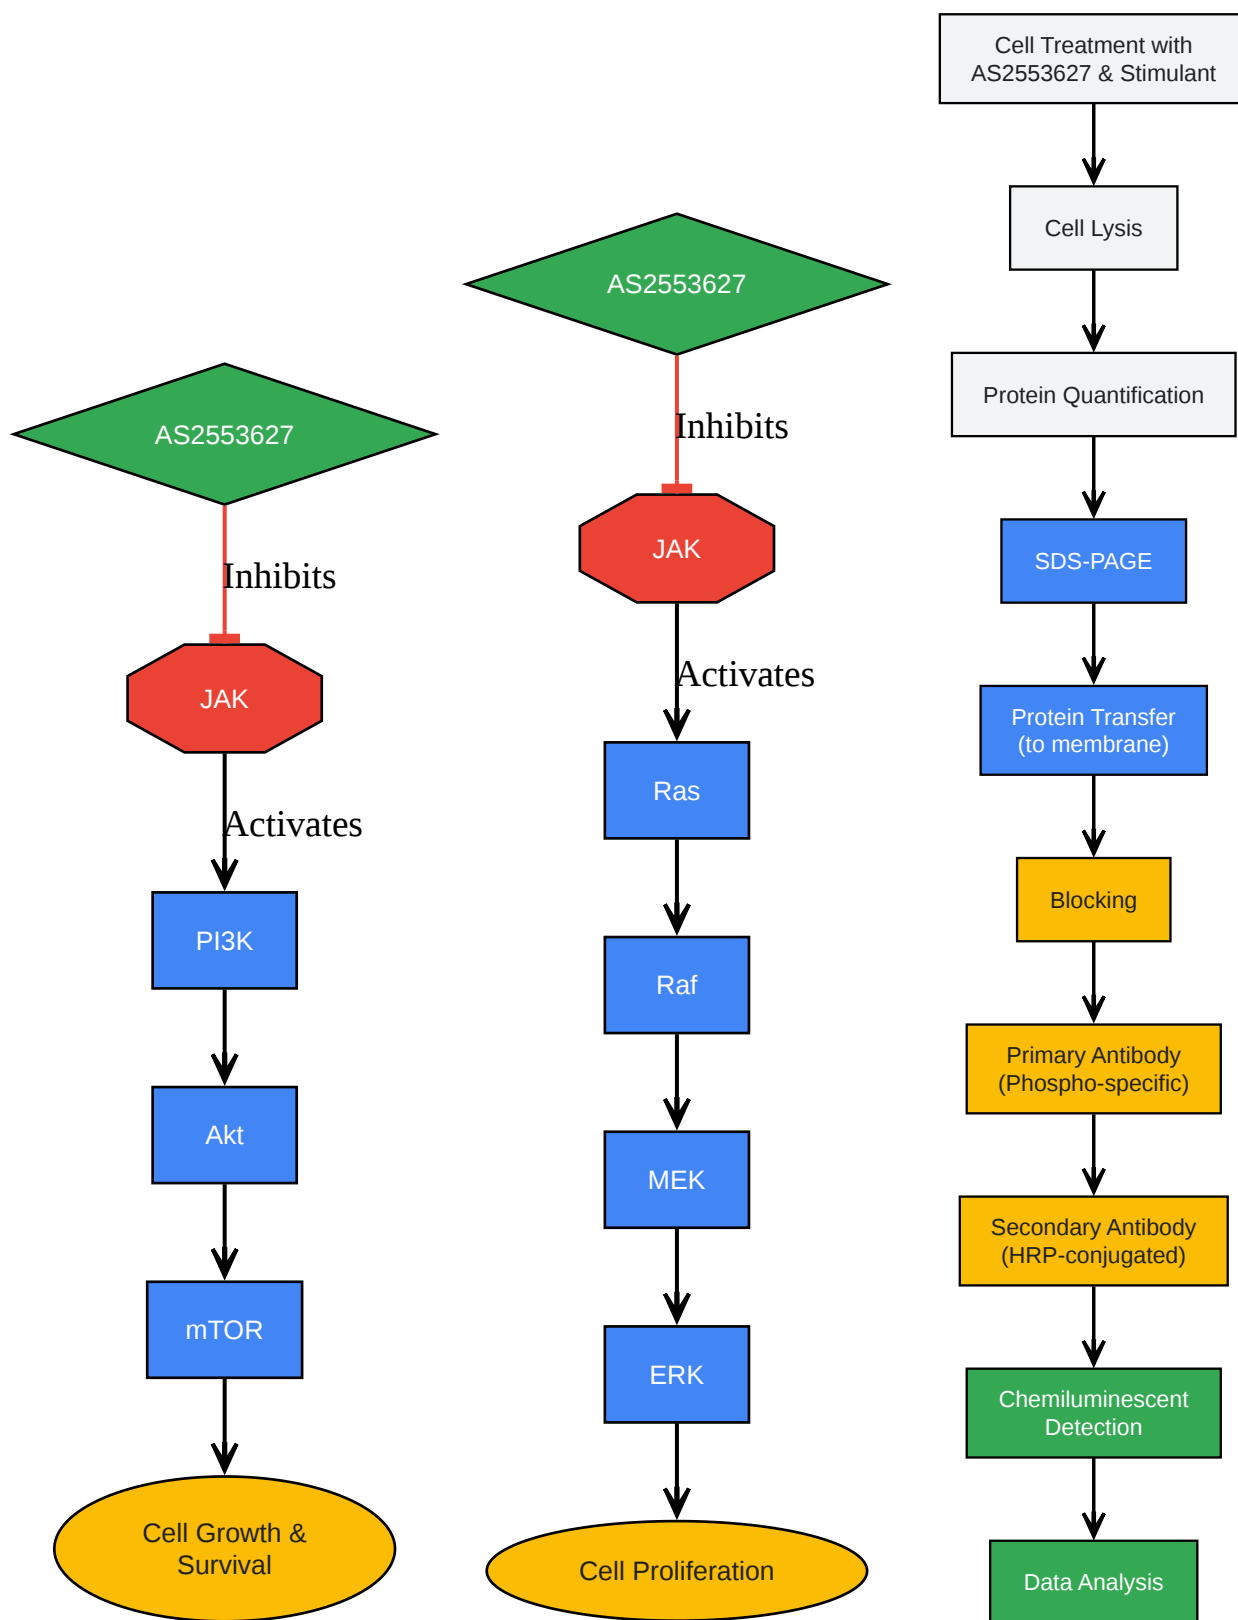 AS2553627
Inhibits
JAK
Activates
PI3K
Akt
mTOR
Cell Growth &
Survival
AS2553627
Inhibits
JAK
Activates
Ras
Raf
MEK
ERK
Cell Proliferation
Cell Treatment with
AS2553627 & Stimulant
Cell Lysis
Protein Quantification
SDS-PAGE
Protein Transfer
(to membrane)
Blocking
Primary Antibody
(Phospho-specific)
Secondary Antibody
(HRP-conjugated)
Chemiluminescent
Detection
Data Analysis